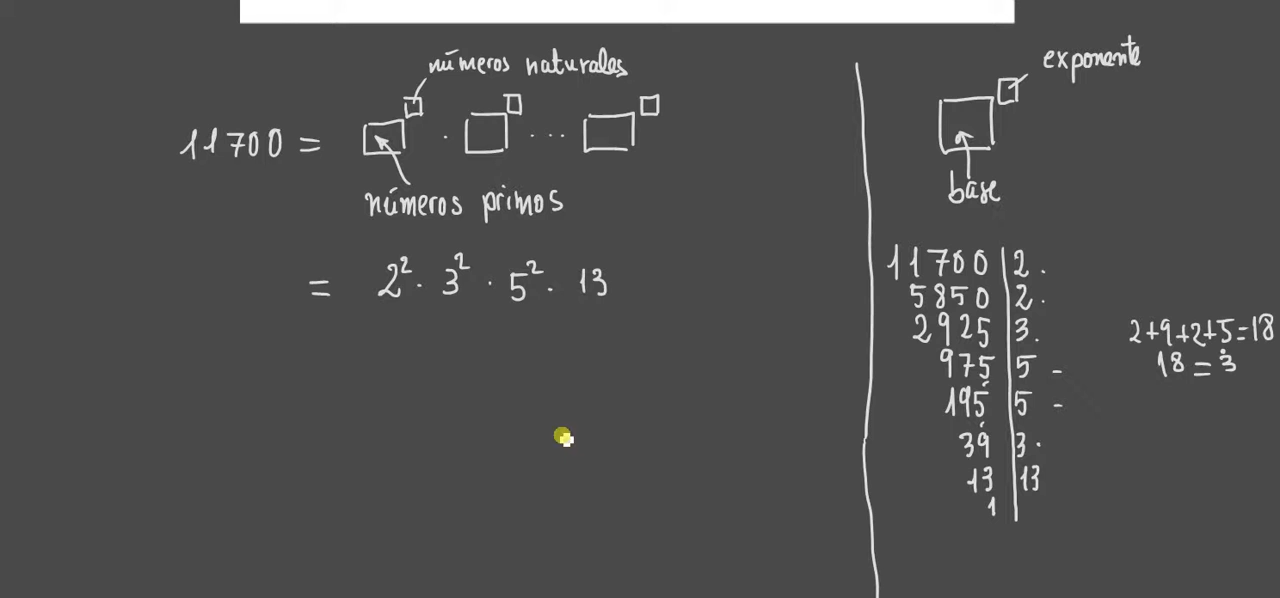 números naturales
11700 = □^□ · □^□ ... □^□
números primos
= 2² · 3² · 5² · 13
exponente
base
11700 | 2 .
5850 | 2 .
2925 | 3 .
975 | 5 -
195 | 5 -
39 | 3 .
13 | 13
1 |
2+9+2+5=18
18 = 3̇